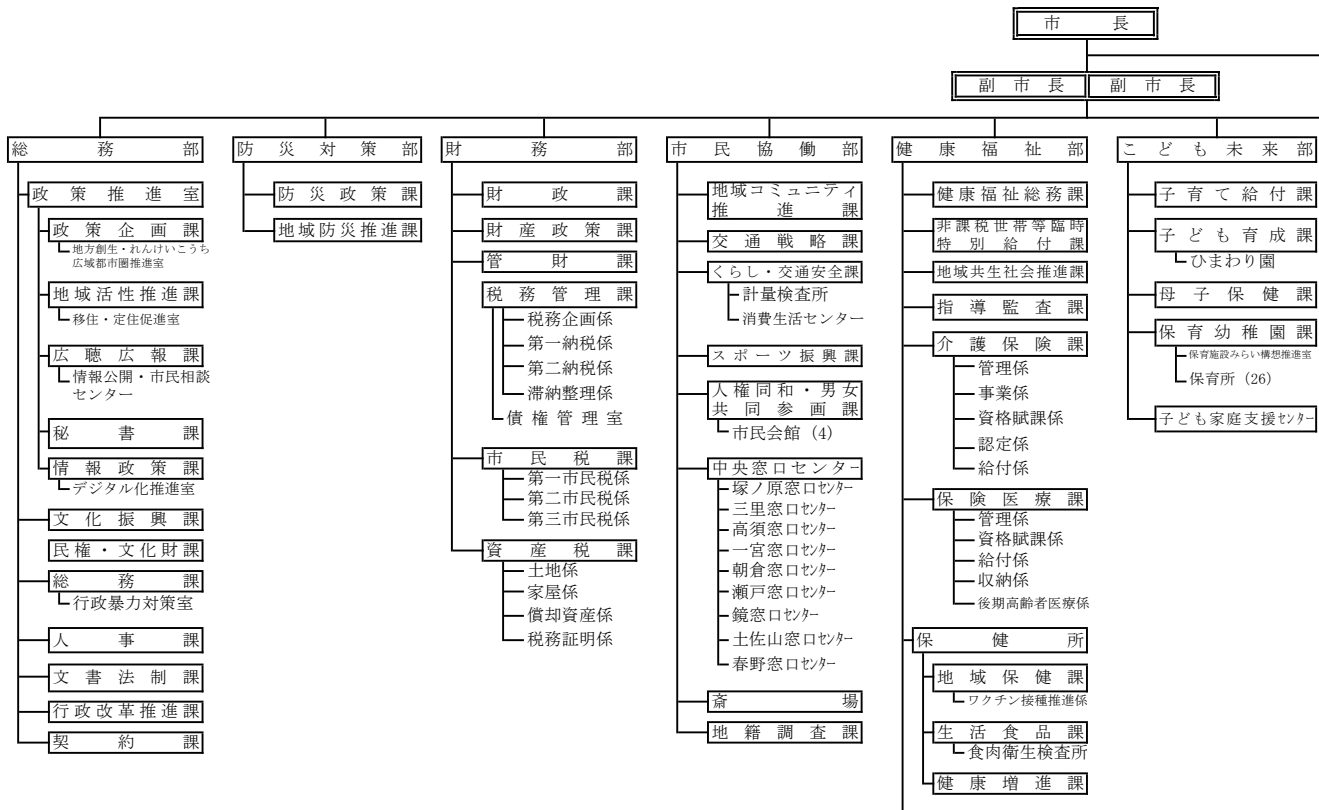 市長
副市長 副市長
総務部
政策推進室
政策企画課
地方創生・れんけいこうち
広域都市圏推進室
地域活性推進課
移住・定住促進室
広聴広報課
情報公開・市民相談
センター
秘書課
情報政策課
デジタル化推進室
文化振興課
民権・文化財課
総務課
行政暴力対策室
人事課
文書法制課
行政改革推進課
契約課
防災対策部
防災政策課
地域防災推進課
財務部
財政課
財産政策課
管財課
税務管理課
税務企画係
第一納税係
第二納税係
滞納整理係
債権管理室
市民税課
第一市民税係
第二市民税係
第三市民税係
資産税課
土地係
家屋係
償却資産係
税務証明係
市民協働部
地域コミュニティ
推進課
交通戦略課
くらし・交通安全課
計量検査所
消費生活センター
スポーツ振興課
人権同和・男女
共同参画課
市民会館 (4)
中央窓口センター
塚ノ原窓口センター
三里窓口センター
高須窓口センター
一宮窓口センター
朝倉窓口センター
瀬戸窓口センター
鏡窓口センター
土佐山窓口センター
春野窓口センター
斎場
地籍調査課
健康福祉部
健康福祉総務課
非課税世帯等臨時
特別給付課
地域共生社会推進課
指導監査課
介護保険課
管理係
事業係
資格賦課係
認定係
給付係
保険医療課
管理係
資格賦課係
給付係
収納係
後期高齢者医療係
保健所
地域保健課
ワクチン接種推進係
生活食品課
食肉衛生検査所
健康増進課
こども未来部
子育て給付課
子ども育成課
ひまわり園
母子保健課
保育幼稚園課
保育施設みらい構想推進室
保育所 (26)
子ども家庭支援センター